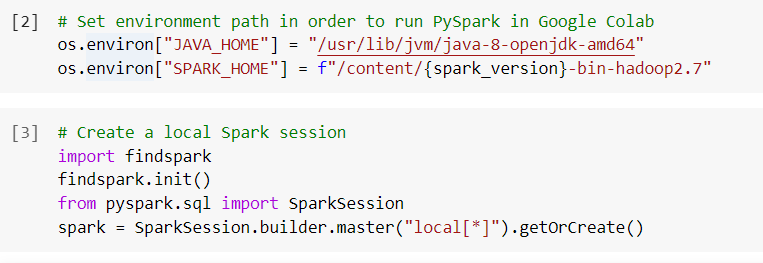 [2] # Set environment path in order to run PySpark in Google Colab
os.environ["JAVA_HOME"] = "/usr/lib/jvm/java-8-openjdk-amd64"
os.environ["SPARK_HOME"] = f"/content/{spark_version}-bin-hadoop2.7"
[3] # Create a local Spark session
import findspark
findspark.init()
from pyspark.sql import SparkSession
spark = SparkSession.builder.master("local[*]").getOrCreate()